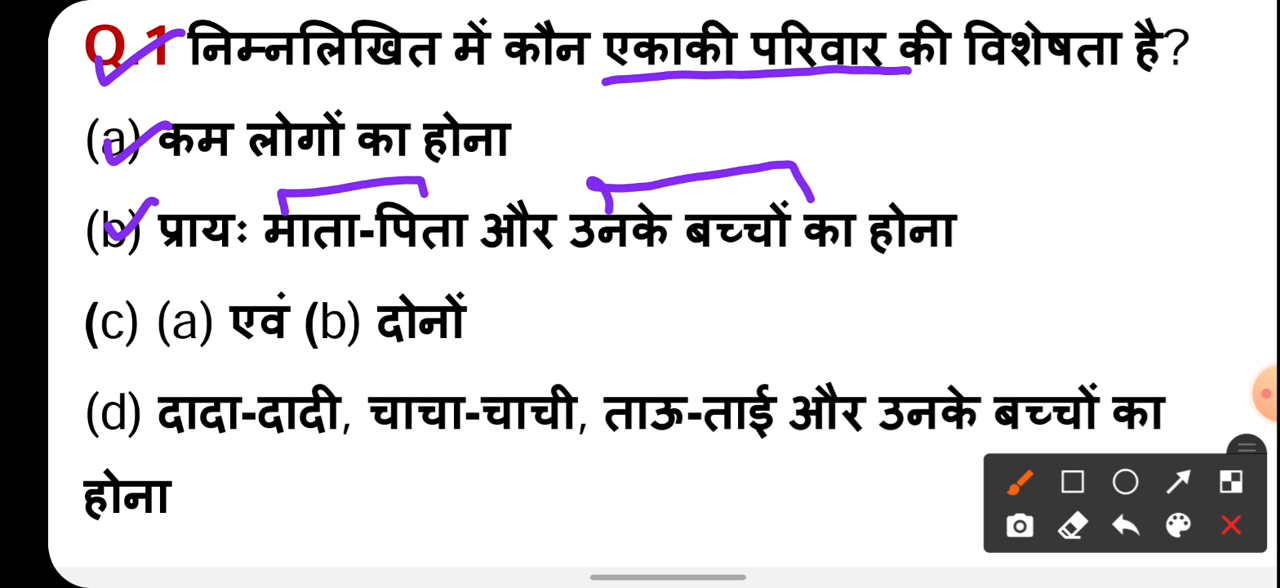 Q.1 निम्नलिखित में कौन एकाकी परिवार की विशेषता है?
(a) कम लोगों का होना
(b) प्रायः माता-पिता और उनके बच्चों का होना
(c) (a) एवं (b) दोनों
(d) दादा-दादी, चाचा-चाची, ताऊ-ताई और उनके बच्चों का
होना